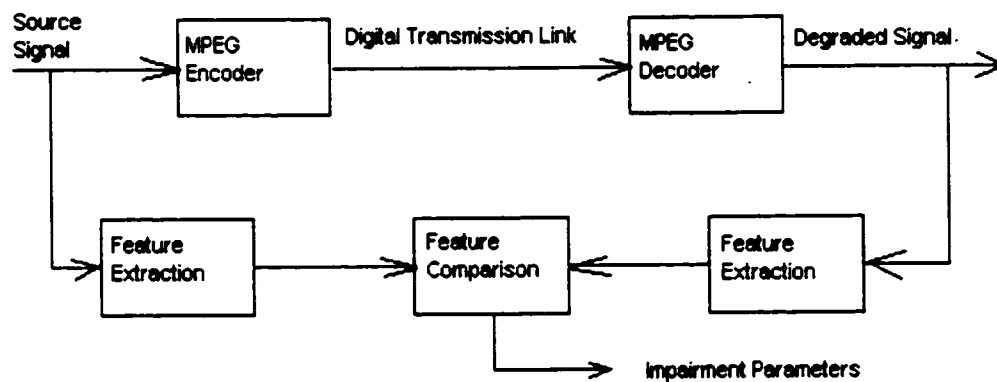 Source
Signal
MPEG
Encoder
Digital Transmission Link
MPEG
Decoder
Degraded Signal.
Feature
Extraction
Feature
Comparison
Feature
Extraction
Impairment Parameters